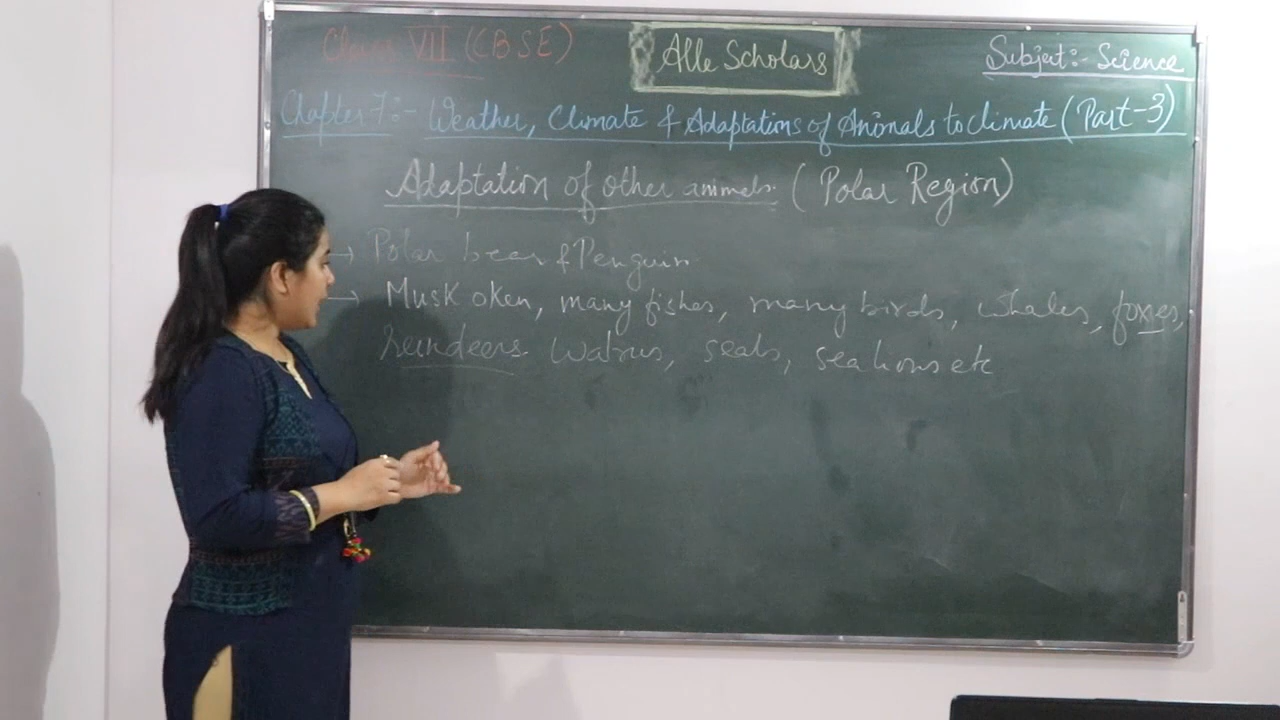 Class VII (CBSE)
Alle Scholars
Subject:- Science
Chapter 7:- Weather, Climate & Adaptations of Animals to climate (Part-3)
Adaptation of other animals. (Polar Region)
→ Polar bear & Penguin
→ Musk oxen, many fishes, many birds, whales, foxes,
reindeers Walrus, seals, sea lions etc